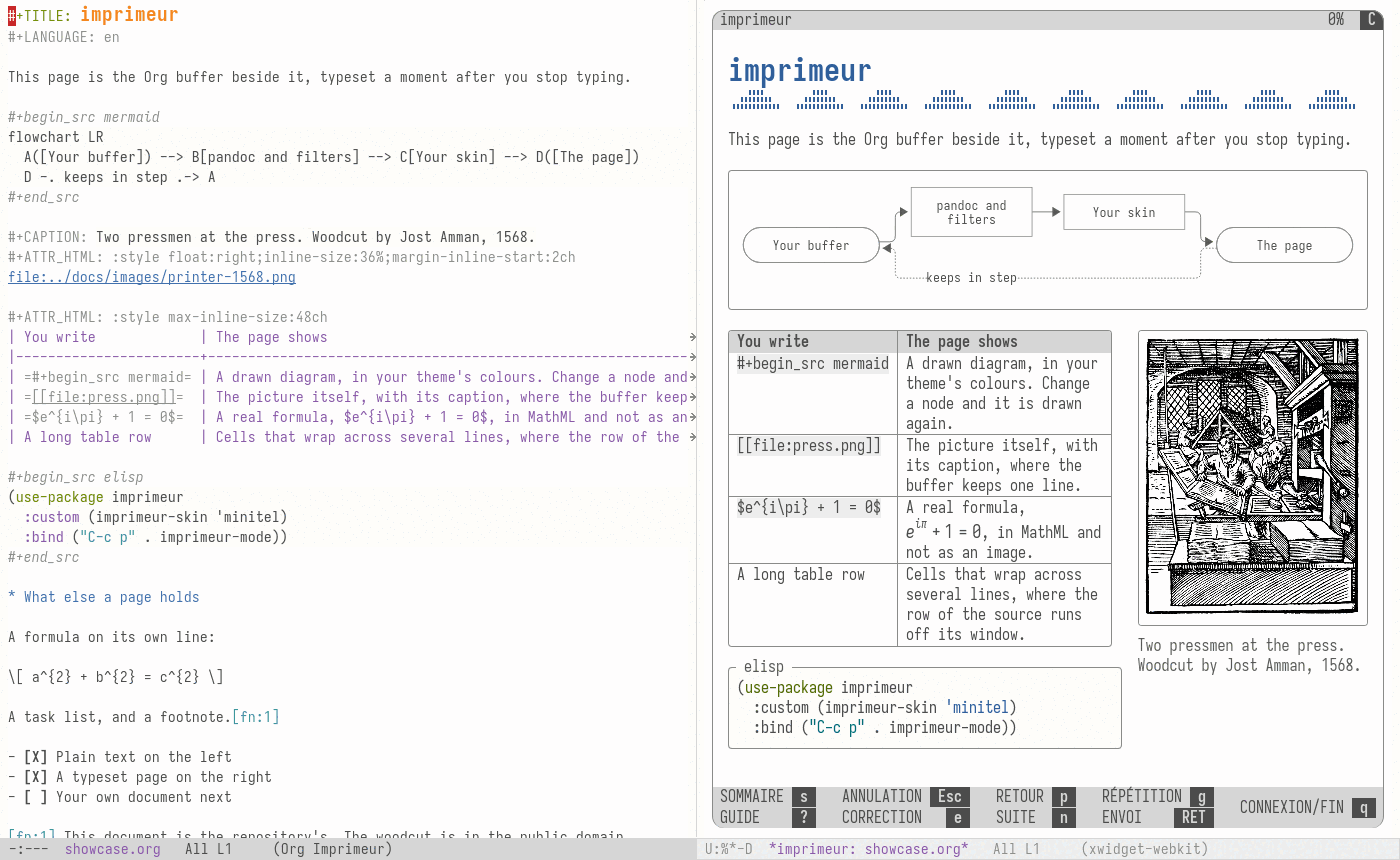 #+TITLE: imprimeur
#+LANGUAGE: en
This page is the Org buffer beside it, typeset a moment after you stop typing.
#+begin_src mermaid
flowchart LR
  A([Your buffer]) --> B[pandoc and filters] --> C[Your skin] --> D([The page])
  D -. keeps in step .-> A
#+end_src
#+CAPTION: Two pressmen at the press. Woodcut by Jost Amman, 1568.
#+ATTR_HTML: :style float:right;inline-size:36%;margin-inline-start:2ch
file:../docs/images/printer-1568.png
#+ATTR_HTML: :style max-inline-size:48ch
| You write             | The page shows
|-----------------------+------------------------------------------------------------
| =#+begin_src mermaid= | A drawn diagram, in your theme's colours. Change a node and
| =[[file:press.png]]=  | The picture itself, with its caption, where the buffer keep
| =$e^{i\pi} + 1 = 0$=  | A real formula, $e^{i\pi} + 1 = 0$, in MathML and not as an
| A long table row      | Cells that wrap across several lines, where the row of the
#+begin_src elisp
(use-package imprimeur
  :custom (imprimeur-skin 'minitel)
  :bind ("C-c p" . imprimeur-mode))
#+end_src
* What else a page holds
A formula on its own line:
\[ a^{2} + b^{2} = c^{2} \]
A task list, and a footnote.[fn:1]
- [X] Plain text on the left
- [X] A typeset page on the right
- [ ] Your own document next
[fn:1] This document is the repository's. The woodcut is in the public domain.
-:---  showcase.org   All L1     (Org Imprimeur)
imprimeur 0% C
imprimeur
This page is the Org buffer beside it, typeset a moment after you stop typing.
Your buffer
pandoc and
filters
Your skin
The page
keeps in step
You write The page shows
#+begin_src mermaid A drawn diagram, in your
theme's colours. Change
a node and it is drawn
again.
[[file:press.png]] The picture itself, with
its caption, where the
buffer keeps one line.
$e^{i\pi} + 1 = 0$ A real formula,
e^{iπ} + 1 = 0, in MathML and
not as an image.
A long table row Cells that wrap across
several lines, where the
row of the source runs
off its window.
Two pressmen at the press.
Woodcut by Jost Amman, 1568.
elisp
(use-package imprimeur
  :custom (imprimeur-skin 'minitel)
  :bind ("C-c p" . imprimeur-mode))
SOMMAIRE s ANNULATION Esc RETOUR p RÉPÉTITION g CONNEXION/FIN q
GUIDE ? CORRECTION e SUITE n ENVOI RET
U:%*-D  *imprimeur: showcase.org*   All L1     (xwidget-webkit)